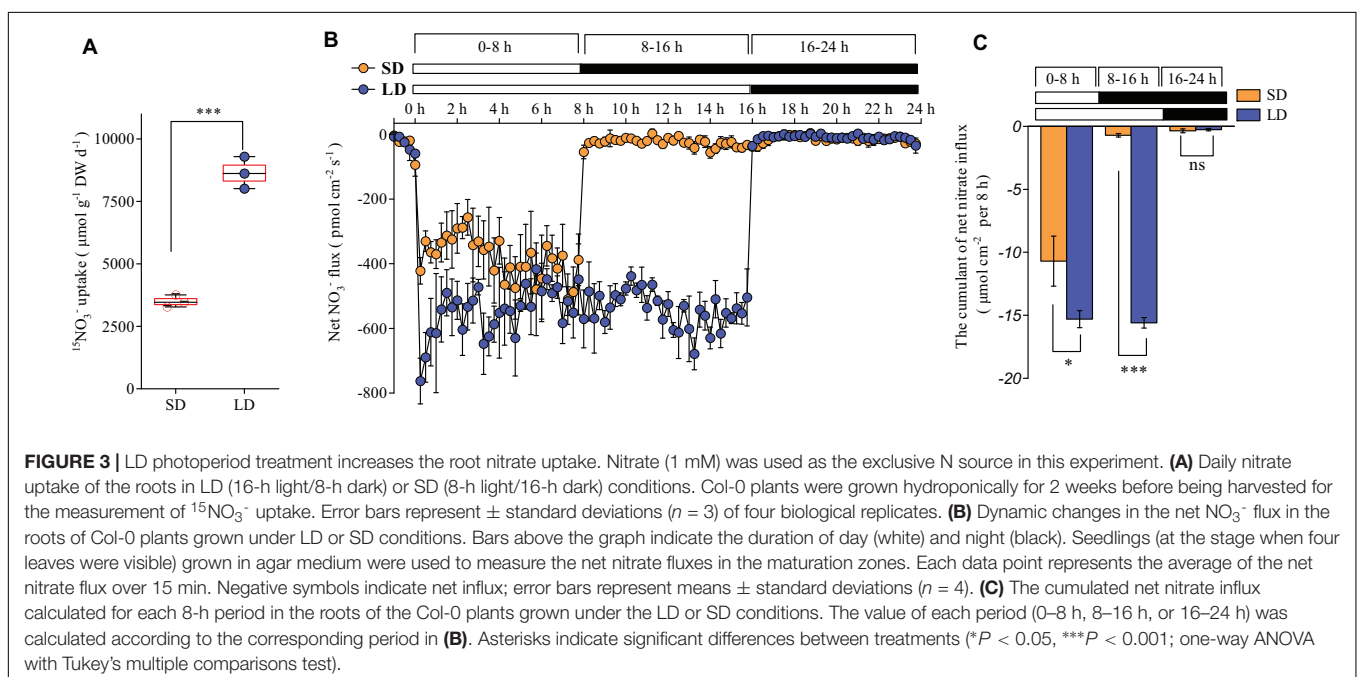 A
***
¹⁵NO₃⁻ uptake ( μmol g⁻¹ DW d⁻¹)
10000
7500
5000
2500
0
SD
LD
B
0-8 h
8-16 h
16-24 h
SD
LD
0 h
2 h
4 h
6 h
8 h
10 h
12 h
14 h
16 h
18 h
20 h
22 h
24 h
Net NO₃⁻ flux ( pmol cm⁻² s⁻¹)
0
-200
-400
-600
-800
C
0-8 h
8-16 h
16-24 h
SD
LD
The cumulant of net nitrate influx
( μmol cm⁻² per 8 h)
0
-5
-10
-15
-20
*
***
ns
FIGURE 3 | LD photoperiod treatment increases the root nitrate uptake. Nitrate (1 mM) was used as the exclusive N source in this experiment. (A) Daily nitrate
uptake of the roots in LD (16-h light/8-h dark) or SD (8-h light/16-h dark) conditions. Col-0 plants were grown hydroponically for 2 weeks before being harvested for
the measurement of ¹⁵NO₃⁻ uptake. Error bars represent ± standard deviations (n = 3) of four biological replicates. (B) Dynamic changes in the net NO₃⁻ flux in the
roots of Col-0 plants grown under LD or SD conditions. Bars above the graph indicate the duration of day (white) and night (black). Seedlings (at the stage when four
leaves were visible) grown in agar medium were used to measure the net nitrate fluxes in the maturation zones. Each data point represents the average of the net
nitrate flux over 15 min. Negative symbols indicate net influx; error bars represent means ± standard deviations (n = 4). (C) The cumulated net nitrate influx
calculated for each 8-h period in the roots of the Col-0 plants grown under the LD or SD conditions. The value of each period (0–8 h, 8–16 h, or 16–24 h) was
calculated according to the corresponding period in (B). Asterisks indicate significant differences between treatments (*P < 0.05, ***P < 0.001; one-way ANOVA
with Tukey's multiple comparisons test).